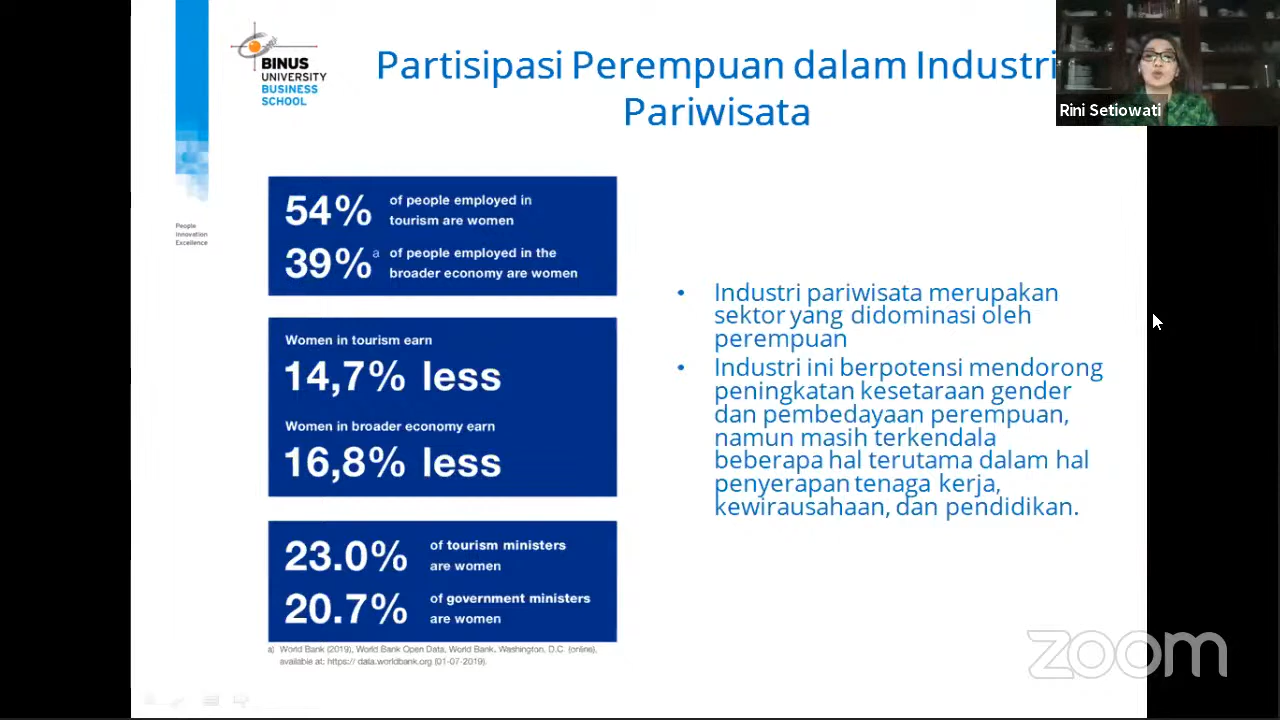 BINUS
UNIVERSITY
BUSINESS
SCHOOL
Partisipasi Perempuan dalam Industri
Pariwisata
Rini Setiowati
People
Innovation
Excellence
54% of people employed in
tourism are women
39% a of people employed in the
broader economy are women
Women in tourism earn
14,7% less
Women in broader economy earn
16,8% less
23.0% of tourism ministers
are women
20.7% of government ministers
are women
a) World Bank (2019), World Bank Open Data, World Bank, Washington, D.C. (online),
available at: https:// data.worldbank.org (01-07-2019).
• Industri pariwisata merupakan
sektor yang didominasi oleh
perempuan
• Industri ini berpotensi mendorong
peningkatan kesetaraan gender
dan pembedayaan perempuan,
namun masih terkendala
beberapa hal terutama dalam hal
penyerapan tenaga kerja,
kewirausahaan, dan pendidikan.
zoom